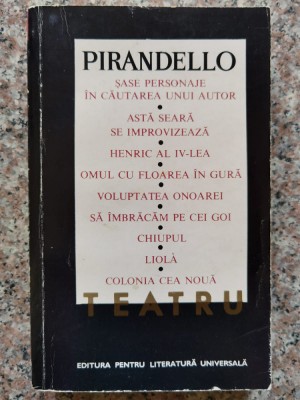 PIRANDELLO
ȘASE PERSONAJE
ÎN CĂUTAREA UNUI AUTOR
ASTĂ SEARĂ
SE IMPROVIZEAZĂ
HENRIC AL IV-LEA
OMUL CU FLOAREA ÎN GURĂ
VOLUPTATEA ONOAREI
SĂ ÎMBRĂCĂM PE CEI GOI
CHIUPUL
LIOLÀ
COLONIA CEA NOUĂ
TEATRU
EDITURA PENTRU LITERATURĂ UNIVERSALĂ